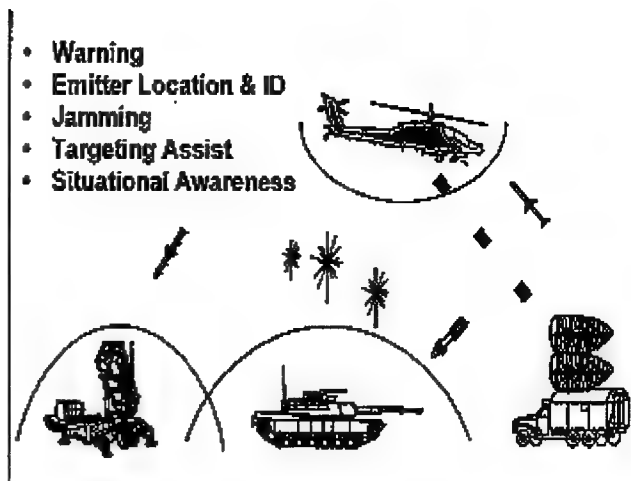 • Warning
• Emitter Location & ID
• Jamming
• Targeting Assist
• Situational Awareness